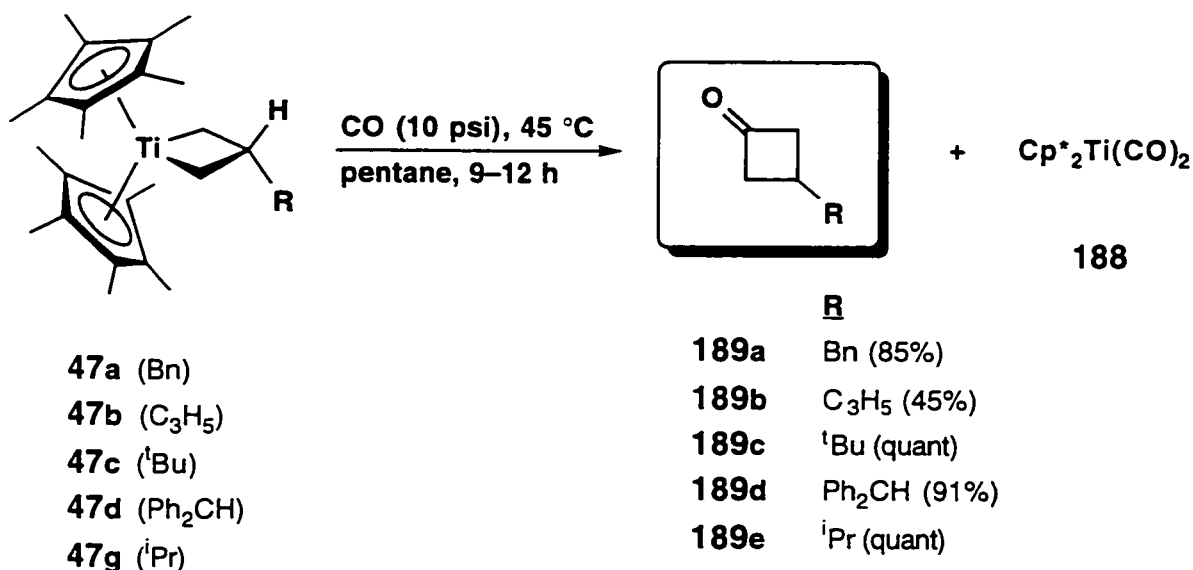 H
Ti
R
CO (10 psi), 45 °C
pentane, 9–12 h
O
R
+ Cp*2Ti(CO)2
188
R
47a (Bn)
47b (C3H5)
47c (tBu)
47d (Ph2CH)
47g (iPr)
189a Bn (85%)
189b C3H5 (45%)
189c tBu (quant)
189d Ph2CH (91%)
189e iPr (quant)